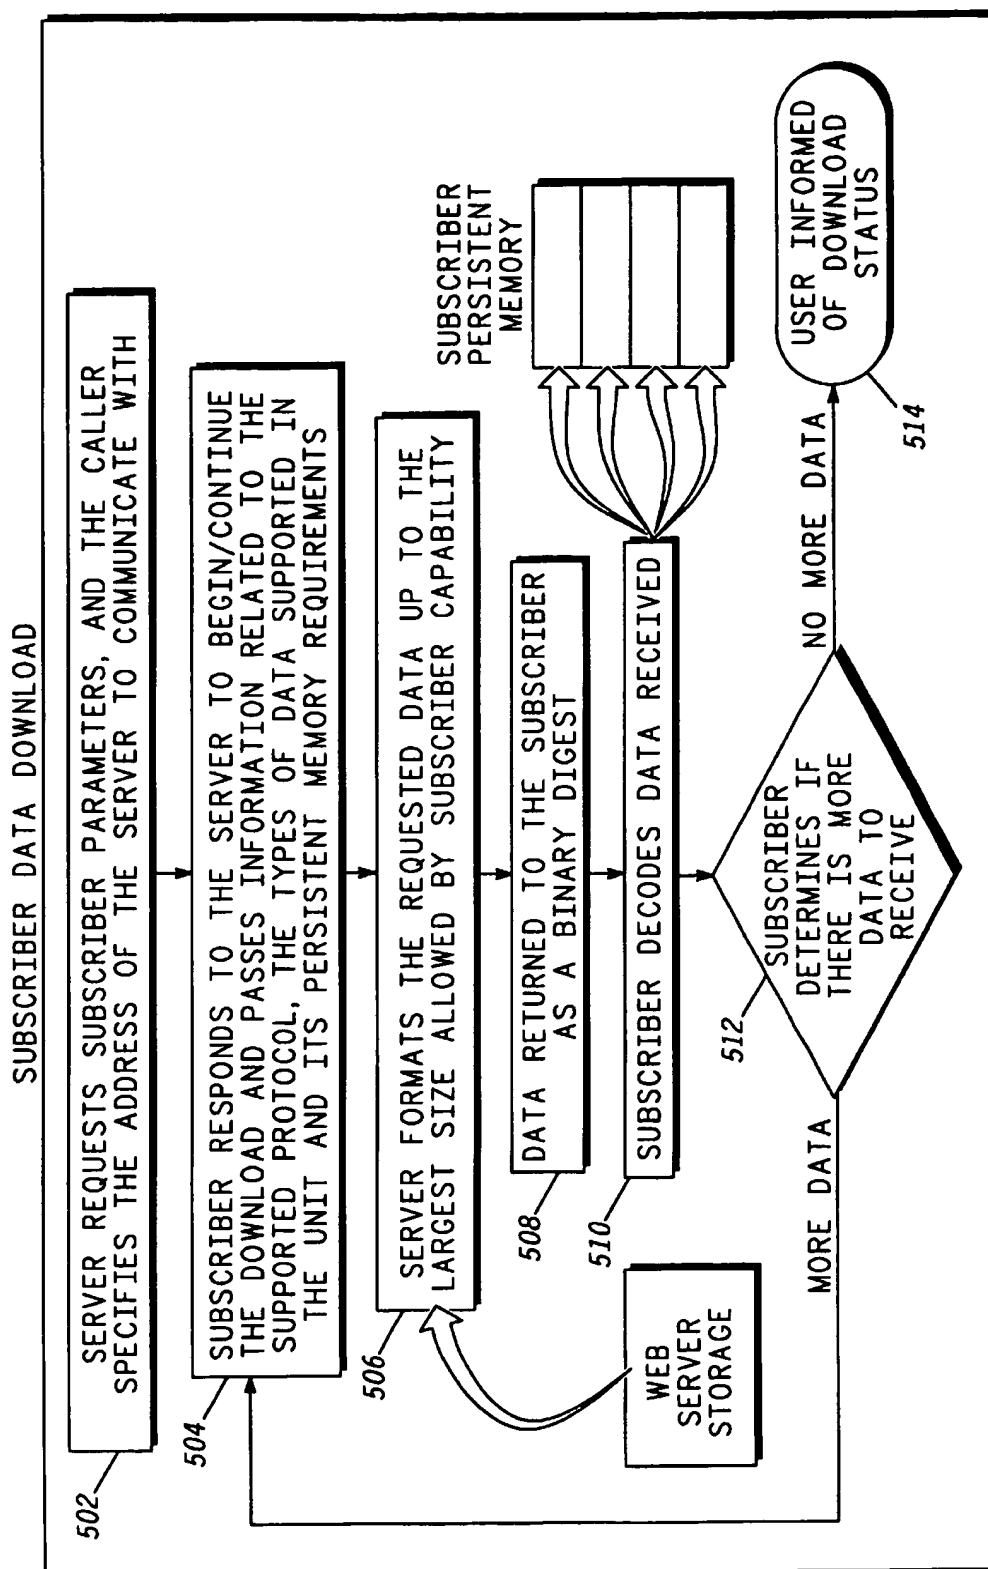 SUBSCRIBER DATA DOWNLOAD
SERVER REQUESTS SUBSCRIBER PARAMETERS, AND THE CALLER
SPECIFIES THE ADDRESS OF THE SERVER TO COMMUNICATE WITH
502
SUBSCRIBER RESPONDS TO THE SERVER TO BEGIN/CONTINUE
THE DOWNLOAD AND PASSES INFORMATION RELATED TO THE
SUPPORTED PROTOCOL, THE TYPES OF DATA SUPPORTED IN
THE UNIT AND ITS PERSISTENT MEMORY REQUIREMENTS
504
SERVER FORMATS THE REQUESTED DATA UP TO THE
LARGEST SIZE ALLOWED BY SUBSCRIBER CAPABILITY
506
DATA RETURNED TO THE SUBSCRIBER
AS A BINARY DIGEST
508
SUBSCRIBER DECODES DATA RECEIVED
510
WEB
SERVER
STORAGE
SUBSCRIBER
PERSISTENT
MEMORY
SUBSCRIBER
DETERMINES IF
THERE IS MORE
DATA TO
RECEIVE
512
MORE DATA
NO MORE DATA
USER INFORMED
OF DOWNLOAD
STATUS
514